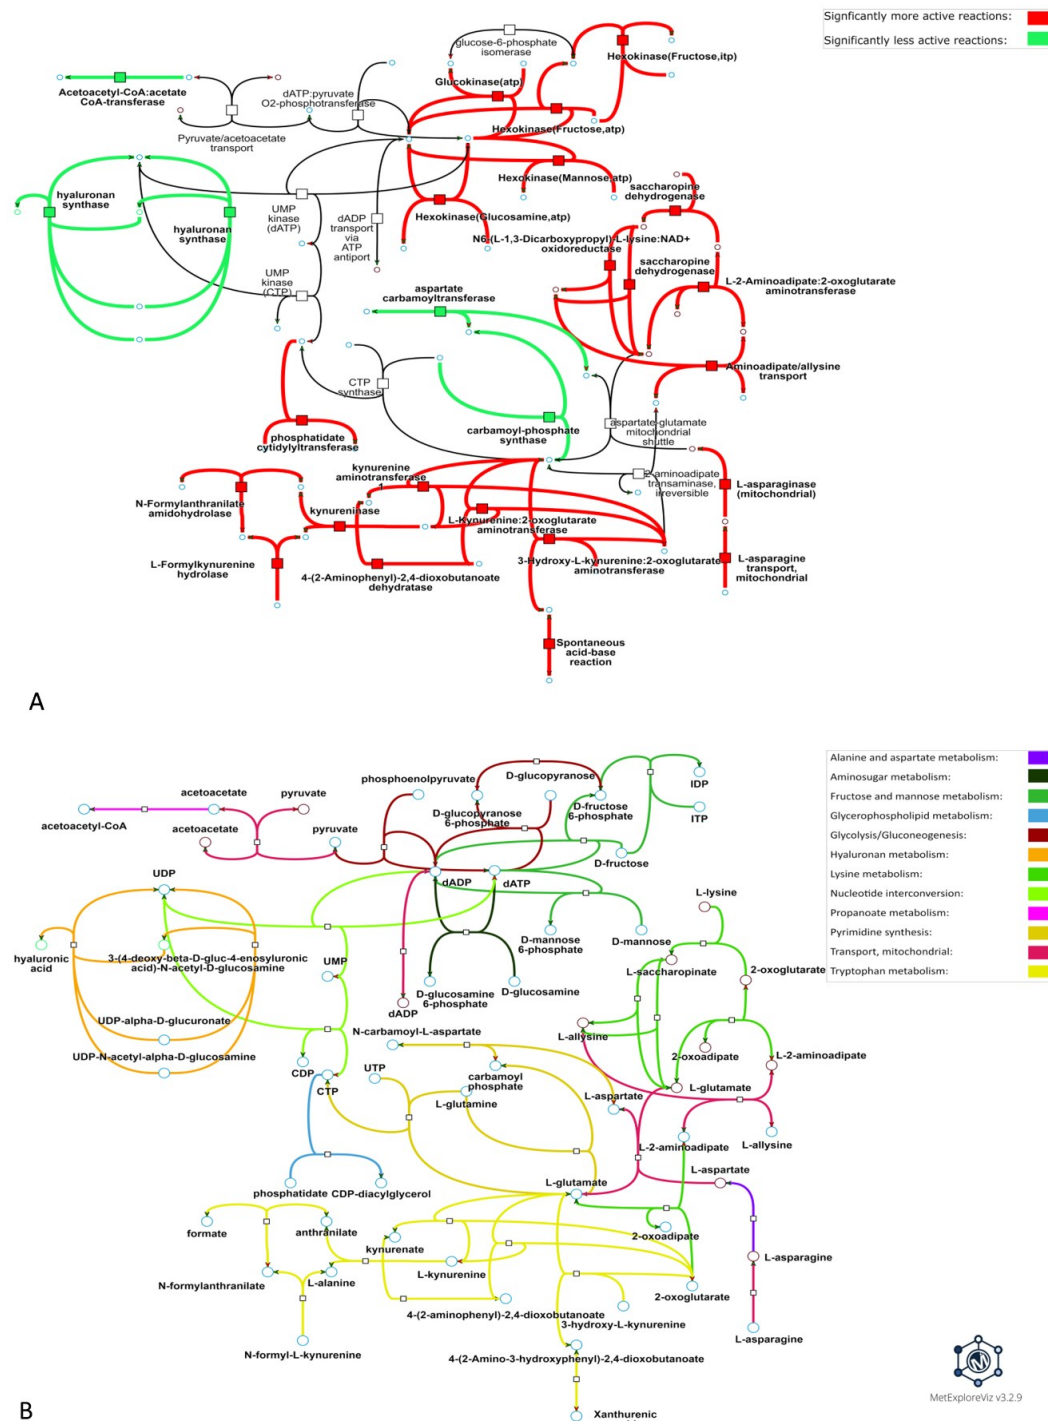 Signficantly more active reactions:
Significantly less active reactions:
glucose-6-phosphate
isomerase
Hexokinase(Fructose,itp)
Glucokinase(atp)
Acetoacetyl-CoA:acetate
CoA-transferase
dATP:pyruvate
O2-phosphotransferase
Hexokinase(Fructose,atp)
Pyruvate/acetoacetate
transport
Hexokinase(Mannose,atp)
saccharopine
dehydrogenase
hyaluronan
synthase
hyaluronan
synthase
UMP
kinase
(dATP)
dADP
transport
via
ATP
antiport
Hexokinase(Glucosamine,atp)
N6-(L-1,3-Dicarboxypropyl)-L-lysine:NAD+
oxidoreductase
saccharopine
dehydrogenase
UMP
kinase
(CTP)
aspartate
carbamoyltransferase
L-2-Aminoadipate:2-oxoglutarate
aminotransferase
Aminoadipate/allysine
transport
CTP
synthase
phosphatidate
cytidylyltransferase
carbamoyl-phosphate
synthase
aspartate-glutamate
mitochondrial
shuttle
kynurenine
aminotransferase
1
2-aminoadipate
transaminase,
irreversible
L-asparaginase
(mitochondrial)
N-Formylanthranilate
amidohydrolase
kynureninase
L-Kynurenine:2-oxoglutarate
aminotransferase
L-Formylkynurenine
hydrolase
4-(2-Aminophenyl)-2,4-dioxobutanoate
dehydratase
3-Hydroxy-L-kynurenine:2-oxoglutarate
aminotransferase
L-asparagine
transport,
mitochondrial
Spontaneous
acid-base
reaction
A
Alanine and aspartate metabolism:
Aminosugar metabolism:
Fructose and mannose metabolism:
Glycerophospholipid metabolism:
Glycolysis/Gluconeogenesis:
Hyaluronan metabolism:
Lysine metabolism:
Nucleotide interconversion:
Propanoate metabolism:
Pyrimidine synthesis:
Transport, mitochondrial:
Tryptophan metabolism:
phosphoenolpyruvate
D-glucopyranose
IDP
acetoacetate
pyruvate
D-glucopyranose
6-phosphate
D-fructose
6-phosphate
ITP
acetoacetyl-CoA
acetoacetate
pyruvate
D-fructose
UDP
dADP
dATP
L-lysine
hyaluronic
acid
3-(4-deoxy-beta-D-gluc-4-enosyluronic
acid)-N-acetyl-D-glucosamine
D-mannose
6-phosphate
D-mannose
UMP
L-saccharopinate
2-oxoglutarate
D-glucosamine
6-phosphate
D-glucosamine
dADP
UDP-alpha-D-glucuronate
N-carbamoyl-L-aspartate
L-allysine
UDP-N-acetyl-alpha-D-glucosamine
2-oxoadipate
L-2-aminoadipate
CDP
CTP
UTP
carbamoyl
phosphate
L-glutamine
L-aspartate
L-glutamate
L-2-aminoadipate
L-allysine
L-aspartate
phosphatidate
CDP-diacylglycerol
L-glutamate
formate
anthranilate
kynurenate
2-oxoadipate
L-asparagine
N-formylanthranilate
L-alanine
L-kynurenine
2-oxoglutarate
4-(2-aminophenyl)-2,4-dioxobutanoate
3-hydroxy-L-kynurenine
L-asparagine
N-formyl-L-kynurenine
4-(2-Amino-3-hydroxyphenyl)-2,4-dioxobutanoate
MetExploreViz v3.2.9
B
Xanthurenic